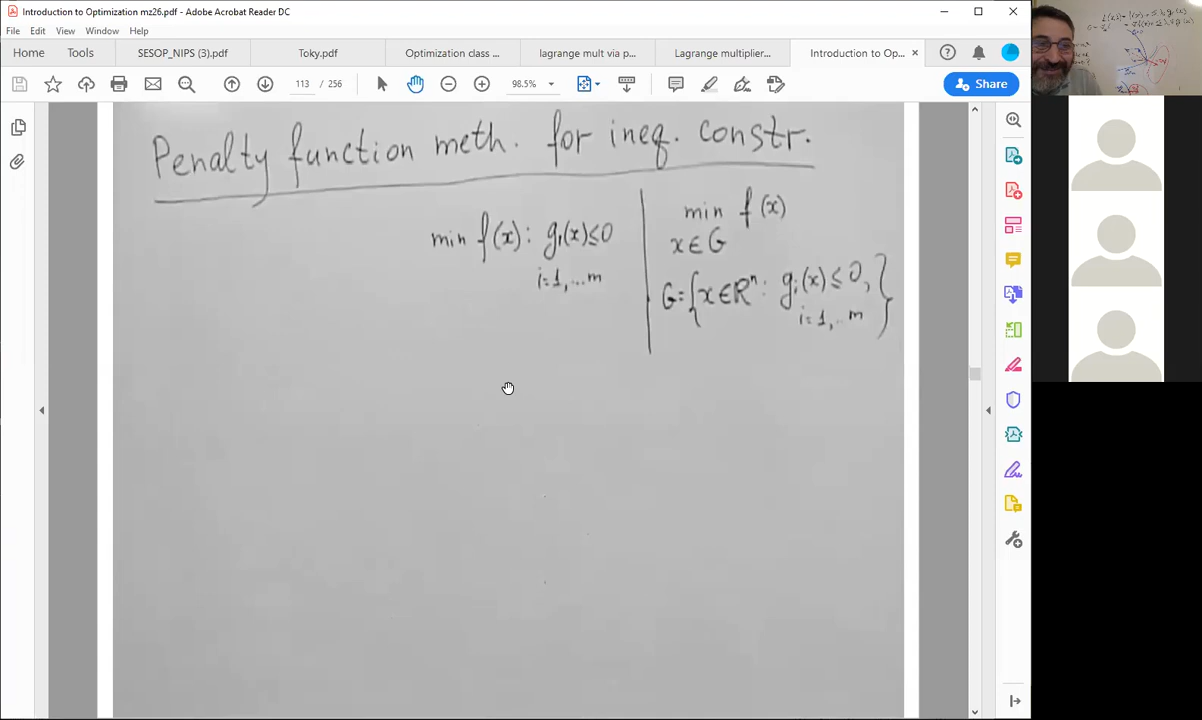 Introduction to Optimization mz26.pdf - Adobe Acrobat Reader DC
File Edit View Window Help
Home Tools SESOP_NIPS (3).pdf Toky.pdf Optimization class ... lagrange mult via p... Lagrange multiplier... Introduction to Op... ×
113 / 256 98.5% Share
Penalty function meth. for ineq. constr.
min f(x): gᵢ(x)≤0
i=1,...m
min f(x)
x∈G
G={x∈Rⁿ: gᵢ(x)≤0,
i=1,..m }